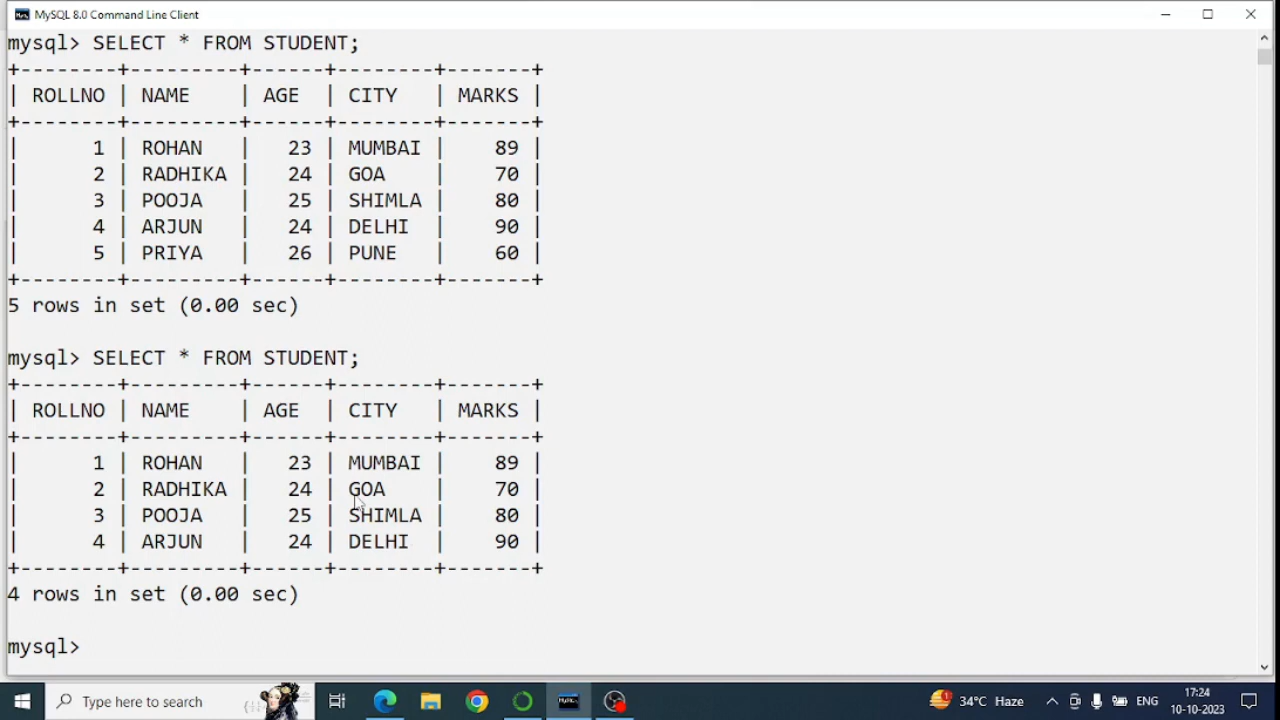 MySQL 8.0 Command Line Client
mysql> SELECT * FROM STUDENT;
+--------+---------+------+--------+-------+
| ROLLNO | NAME    | AGE  | CITY   | MARKS |
+--------+---------+------+--------+-------+
|      1 | ROHAN   |   23 | MUMBAI |    89 |
|      2 | RADHIKA |   24 | GOA    |    70 |
|      3 | POOJA   |   25 | SHIMLA |    80 |
|      4 | ARJUN   |   24 | DELHI  |    90 |
|      5 | PRIYA   |   26 | PUNE   |    60 |
+--------+---------+------+--------+-------+
5 rows in set (0.00 sec)
mysql> SELECT * FROM STUDENT;
+--------+---------+------+--------+-------+
| ROLLNO | NAME    | AGE  | CITY   | MARKS |
+--------+---------+------+--------+-------+
|      1 | ROHAN   |   23 | MUMBAI |    89 |
|      2 | RADHIKA |   24 | GOA    |    70 |
|      3 | POOJA   |   25 | SHIMLA |    80 |
|      4 | ARJUN   |   24 | DELHI  |    90 |
+--------+---------+------+--------+-------+
4 rows in set (0.00 sec)
mysql>
Type here to search
34°C Haze
ENG
17:24
10-10-2023